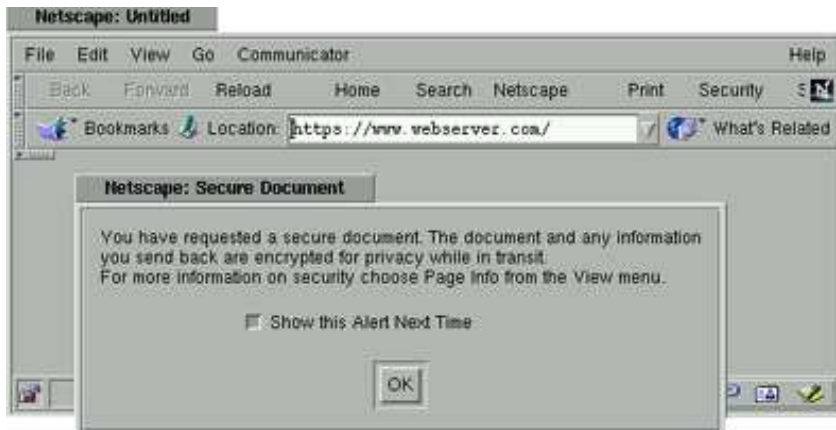 Netscape: Untitled
File Edit View Go Communicator Help
Back Forward Reload Home Search Netscape Print Security S N
Bookmarks Location: https://www.webserver.com/ What's Related
Netscape: Secure Document
You have requested a secure document. The document and any information
you send back are encrypted for privacy while in transit.
For more information on security choose Page Info from the View menu.
Show this Alert Next Time
OK